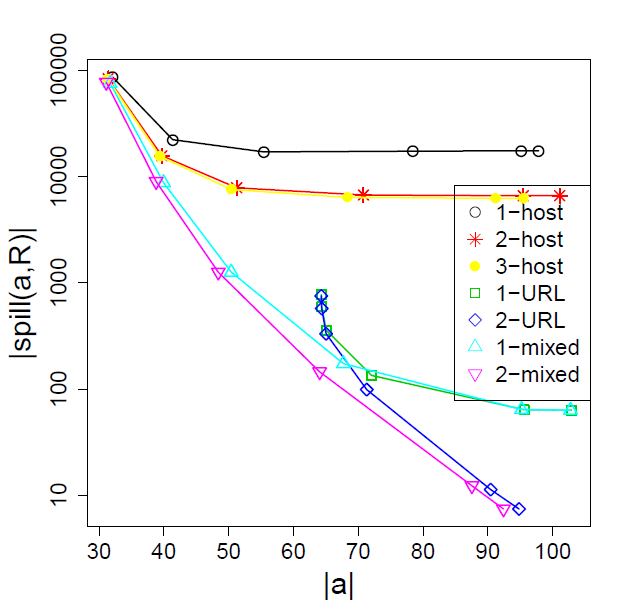 |spill(a,R)|
100000
10000
1000
100
10
30 40 50 60 70 80 90 100
|a|
1−host
2−host
3−host
1−URL
2−URL
1−mixed
2−mixed